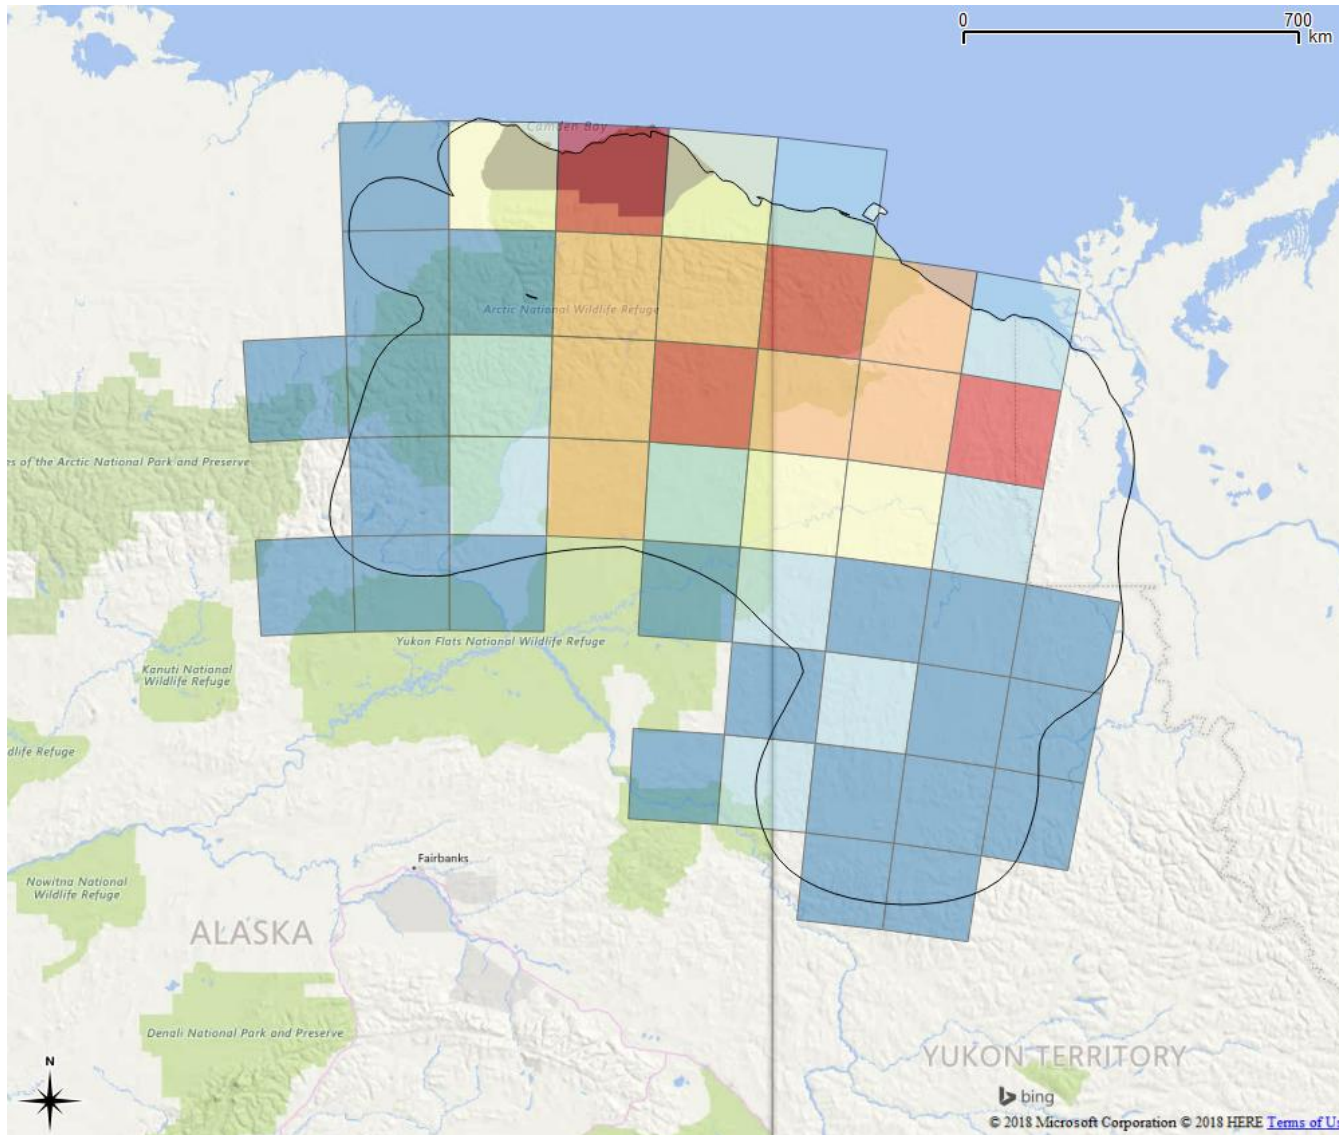 0 700
km
Camden Bay
Arctic National Wildlife Refuge
es of the Arctic National Park and Preserve
Yukon Flats National Wildlife Refuge
Kanuti National
Wildlife Refuge
dlife Refuge
Fairbanks
Nowitna National
Wildlife Refuge
ALASKA
Denali National Park and Preserve
YUKON TERRITORY
N
bing
© 2018 Microsoft Corporation © 2018 HERE Terms of U